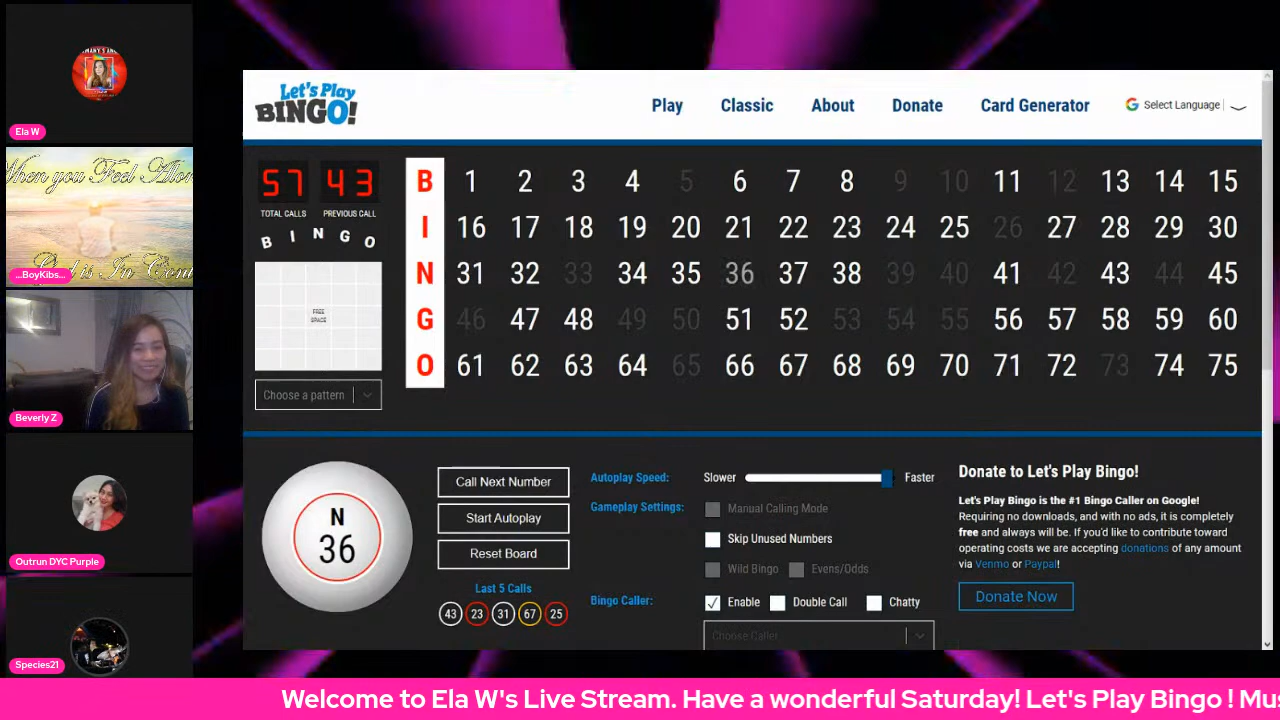 Ela W
When you Feel Alon
...BoyKibs...
Beverly Z
Outrun DYC Purple
Species21
Let's Play
BINGO!
Play Classic About Donate Card Generator Select Language
57 43
TOTAL CALLS PREVIOUS CALL
B I N G O
FREE
SPACE
Choose a pattern
B 1 2 3 4 5 6 7 8 9 10 11 12 13 14 15
I 16 17 18 19 20 21 22 23 24 25 26 27 28 29 30
N 31 32 33 34 35 36 37 38 39 40 41 42 43 44 45
G 46 47 48 49 50 51 52 53 54 55 56 57 58 59 60
O 61 62 63 64 65 66 67 68 69 70 71 72 73 74 75
N
36
Call Next Number
Start Autoplay
Reset Board
Last 5 Calls
43 23 31 67 25
Autoplay Speed: Slower Faster
Gameplay Settings: Manual Calling Mode
Skip Unused Numbers
Wild Bingo Evens/Odds
Bingo Caller: Enable Double Call Chatty
Choose Caller
Donate to Let's Play Bingo!
Let's Play Bingo is the #1 Bingo Caller on Google!
Requiring no downloads, and with no ads, it is completely
free and always will be. If you'd like to contribute toward
operating costs we are accepting donations of any amount
via Venmo or Paypal!
Donate Now
Welcome to Ela W's Live Stream. Have a wonderful Saturday! Let's Play Bingo ! Mus